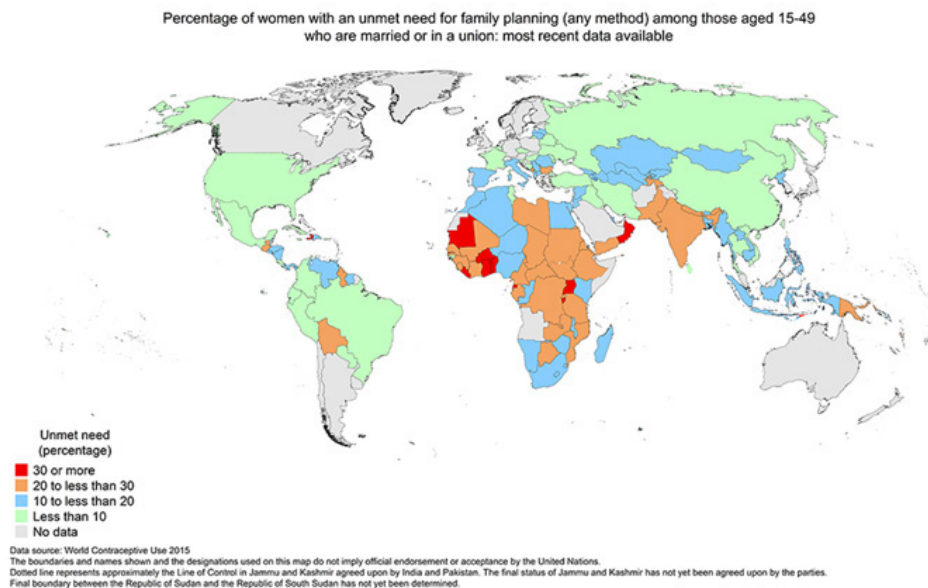 Percentage of women with an unmet need for family planning (any method) among those aged 15-49
who are married or in a union: most recent data available
Unmet need
(percentage)
30 or more
20 to less than 30
10 to less than 20
Less than 10
No data
Data source: World Contraceptive Use 2015
The boundaries and names shown and the designations used on this map do not imply official endorsement or acceptance by the United Nations.
Dotted line represents approximately the Line of Control in Jammu and Kashmir agreed upon by India and Pakistan. The final status of Jammu and Kashmir has not yet been agreed upon by the parties.
Final boundary between the Republic of Sudan and the Republic of South Sudan has not yet been determined.